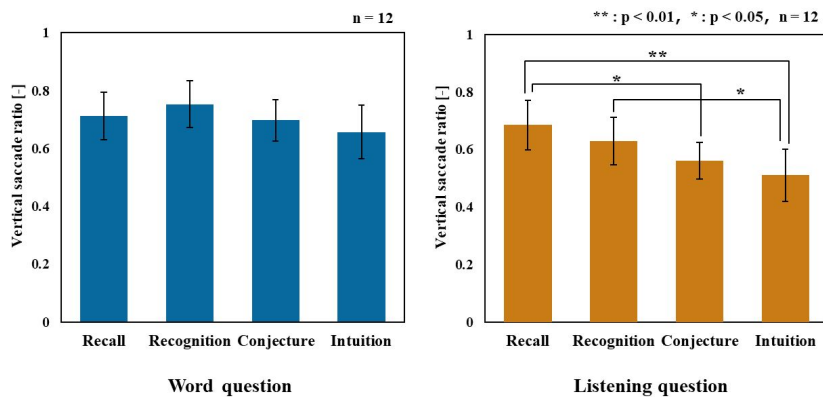 n = 12
1
0.8
0.6
0.4
0.2
0
Vertical saccade ratio [-]
Recall Recognition Conjecture Intuition
Word question
** : p < 0.01, * : p < 0.05, n = 12
1
0.8
0.6
0.4
0.2
0
Vertical saccade ratio [-]
**
*
*
Recall Recognition Conjecture Intuition
Listening question